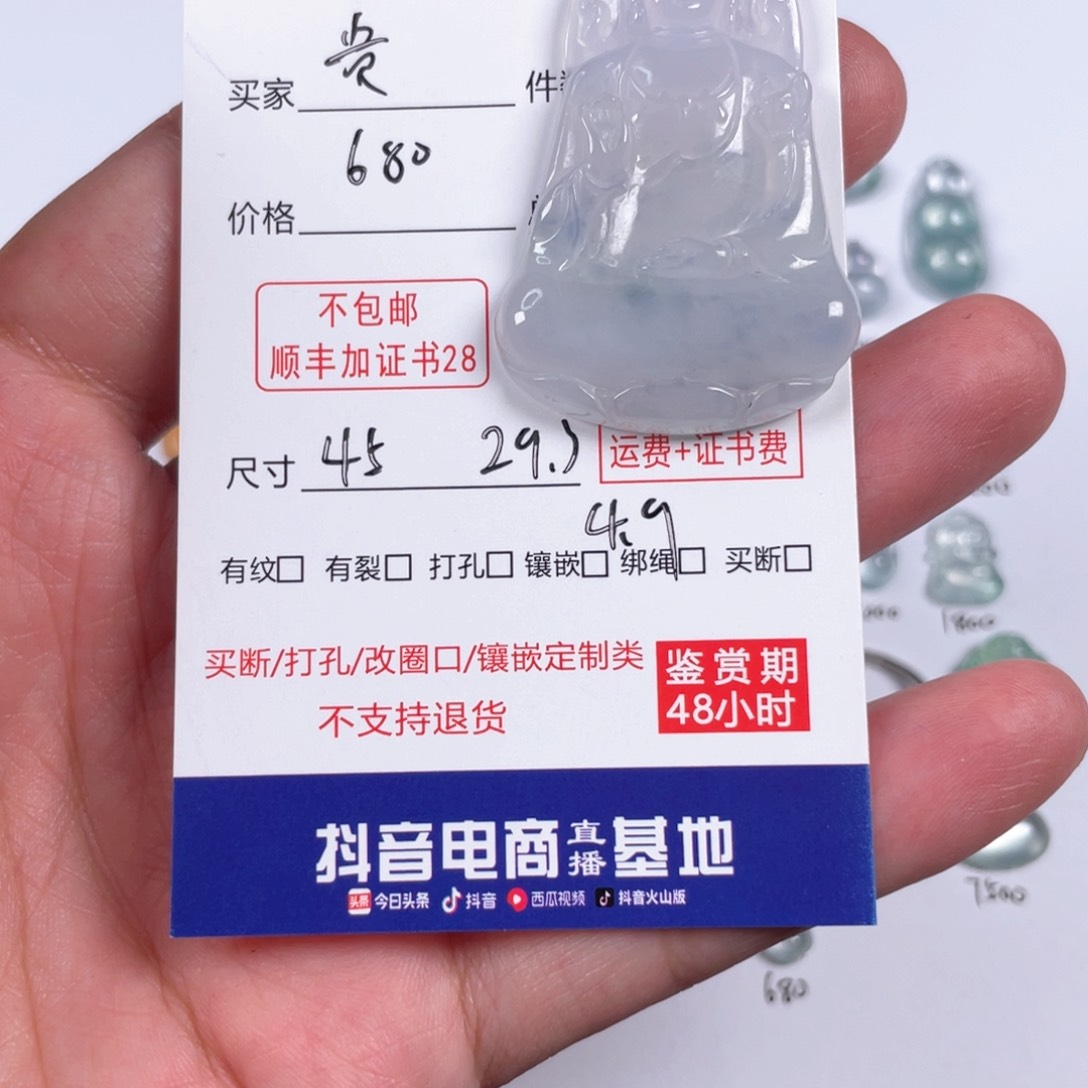 买家 贵 件
680
价格
不包邮
顺丰加证书28
尺寸 45 29.5
运费+证书费
4.9
有纹□ 有裂□ 打孔□ 镶嵌□ 绑绳□ 买断□
买断/打孔/改圈口/镶嵌定制类
不支持退货
鉴赏期
48小时
抖音电商直播基地
头条 今日头条 抖音 西瓜视频 抖音火山版
1800
7500
680